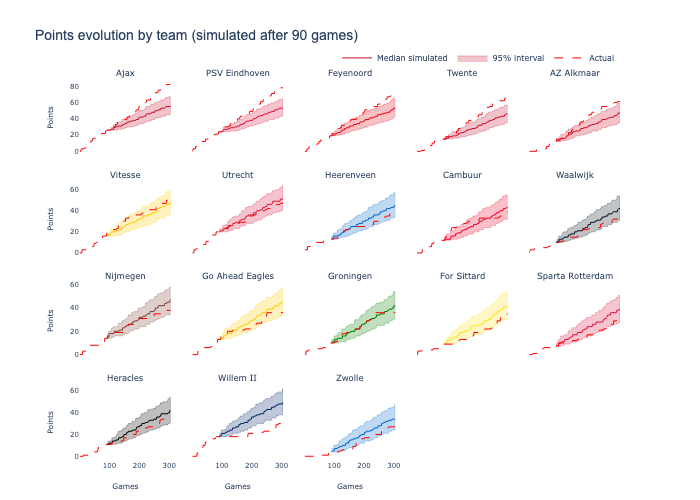 Points evolution by team (simulated after 90 games)
Median simulated 95% interval Actual
Ajax PSV Eindhoven Feyenoord Twente AZ Alkmaar
80
60
40
20
0
Points
Vitesse Utrecht Heerenveen Cambuur Waalwijk
60
40
20
0
Points
Nijmegen Go Ahead Eagles Groningen For Sittard Sparta Rotterdam
60
40
20
0
Points
Heracles Willem II Zwolle
60
40
20
0
Points
100 200 300 100 200 300 100 200 300
Games Games Games